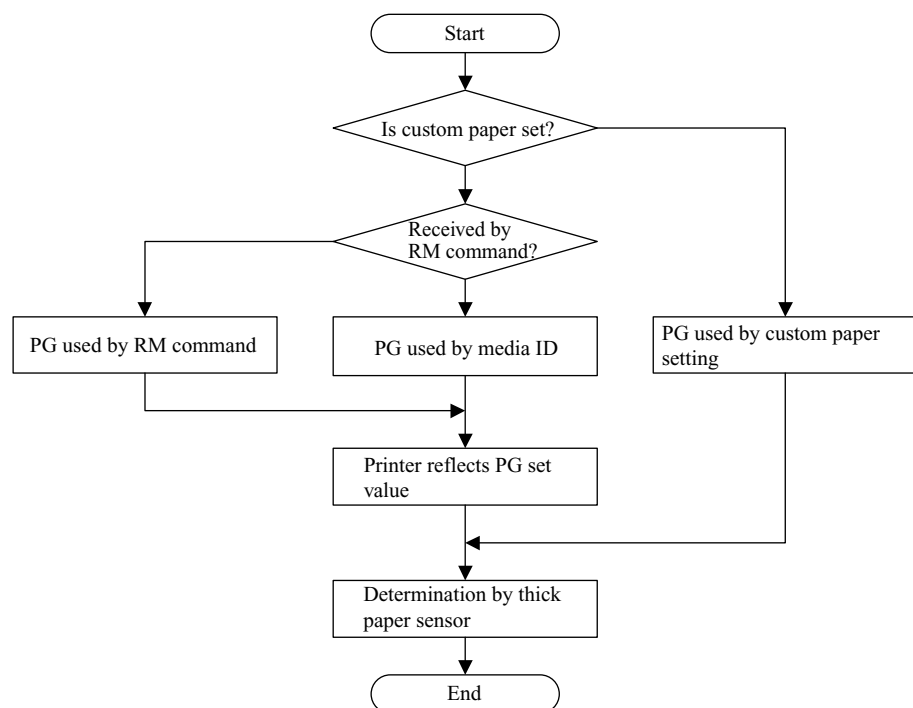 Start
Is custom paper set?
Received by
RM command?
PG used by RM command
PG used by media ID
PG used by custom paper
setting
Printer reflects PG set
value
Determination by thick
paper sensor
End